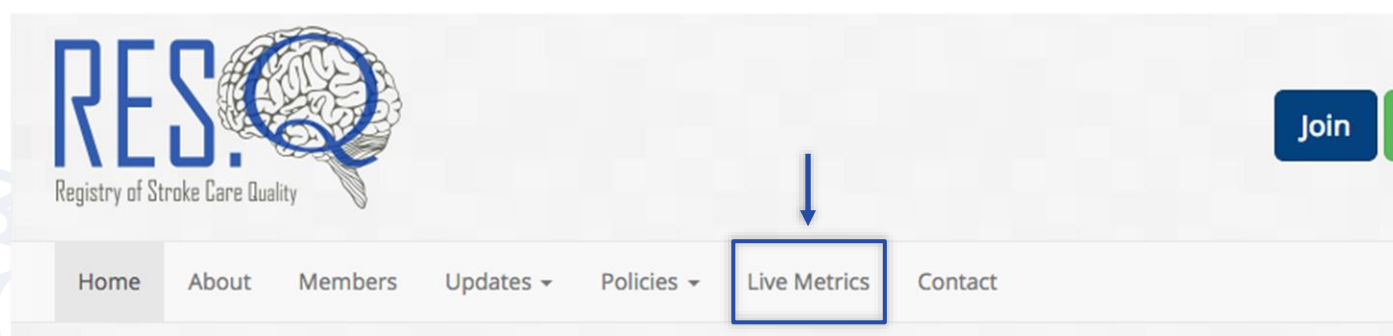 RES.Q
Registry of Stroke Care Quality
Join
Home About Members Updates Policies Live Metrics Contact